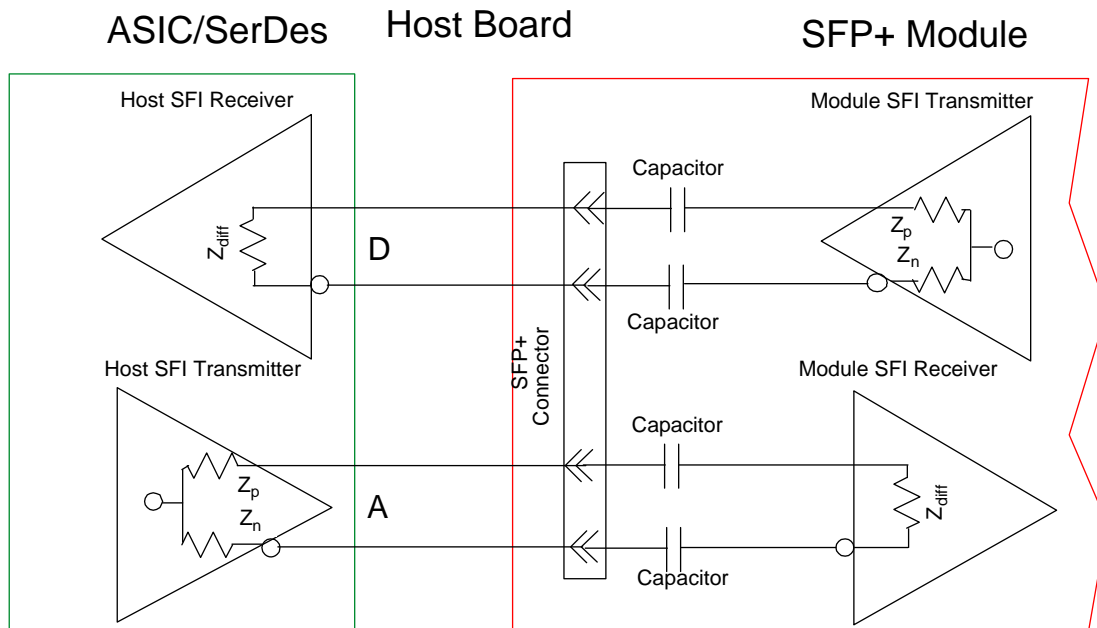 ASIC/SerDes
Host Board
SFP+ Module
Host SFI Receiver
Module SFI Transmitter
Capacitor
Zdiff
D
Zp
Zn
Capacitor
SFP+
Connector
Host SFI Transmitter
Module SFI Receiver
Capacitor
Zp
Zn
A
Zdiff
Capacitor